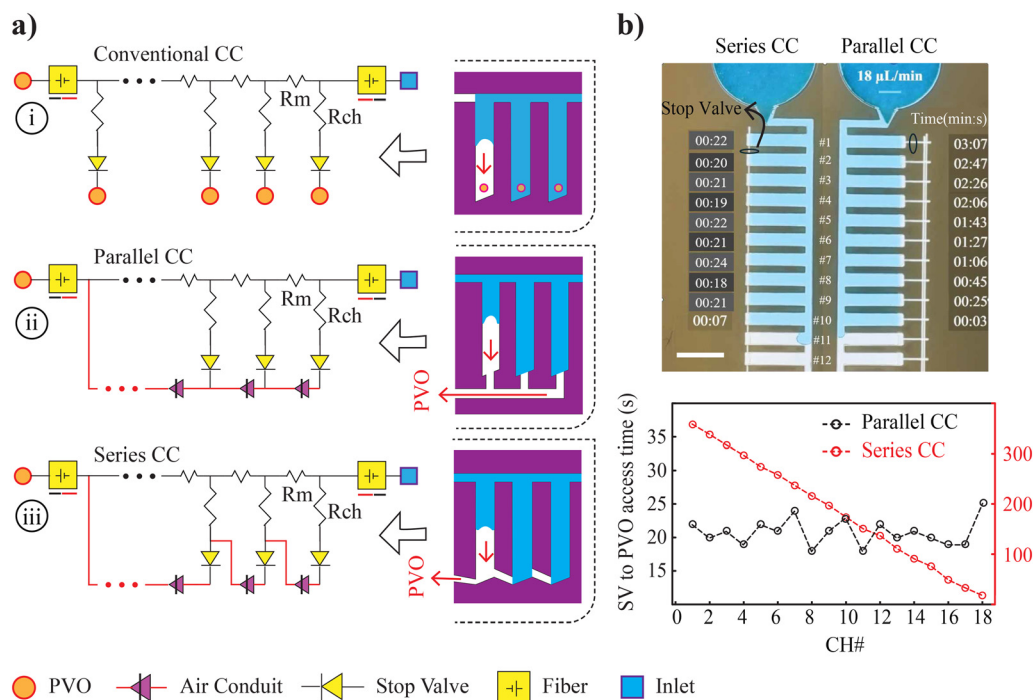 a)
Conventional CC
Rm
Rch
i
Parallel CC
Rm
Rch
ii
PVO
Series CC
Rm
Rch
iii
PVO
b)
Series CC Parallel CC
18 µL/min
Stop Valve
Time(min:s)
00:22 #1 03:07
00:20 #2 02:47
00:21 #3 02:26
00:19 #4 02:06
00:22 #5 01:43
00:21 #6 01:27
00:24 #7 01:06
00:18 #8 00:45
00:21 #9 00:25
00:07 #10 00:03
#11
#12
SV to PVO access time (s)
Parallel CC
Series CC
35
30
25
20
15
300
200
100
0 2 4 6 8 10 12 14 16 18
CH#
PVO Air Conduit Stop Valve Fiber Inlet